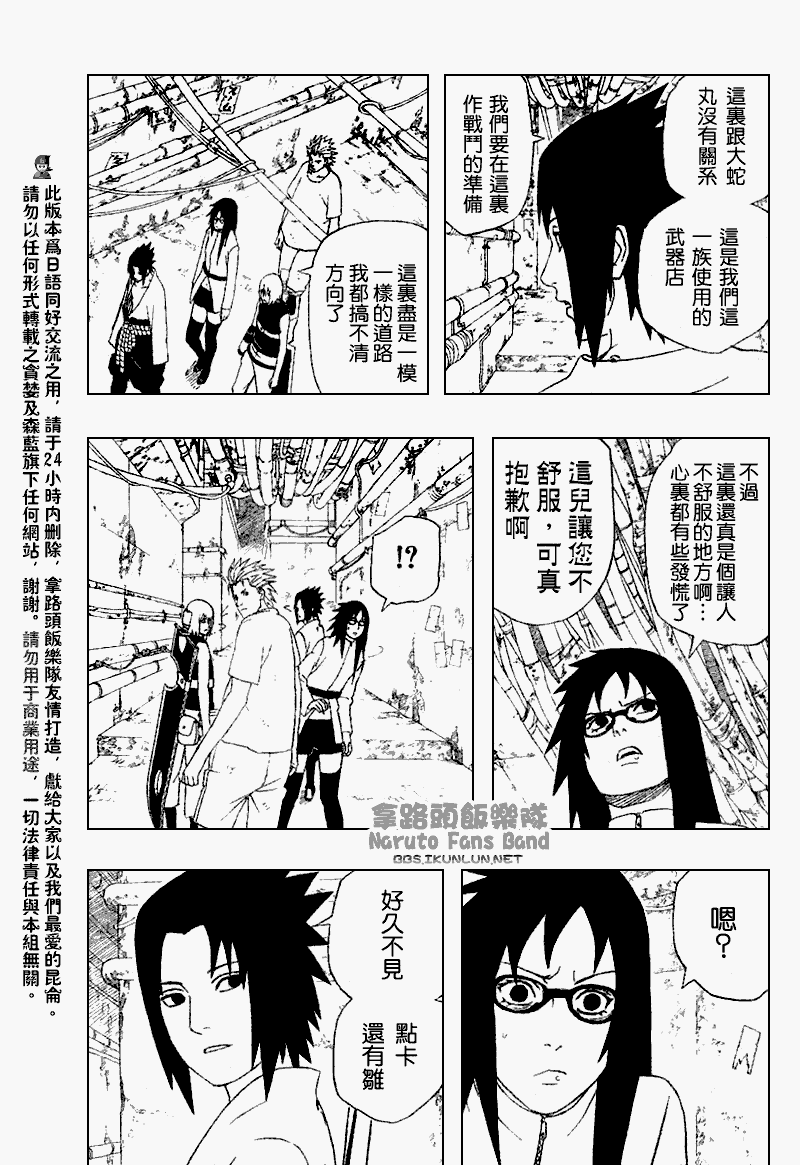 這裏跟大蛇
丸沒有關系
這是我們這
一族使用的
武器店
我們要在這裏
作戰鬥的準備
這裏盡是一模
一樣的道路
我都搞不清
方向了
不過
這裏還真是個讓人
不舒服的地方啊…
心裏都有些發慌了
這兒讓您不
舒服，可真
抱歉啊
!?
嗯?
好久不見
點卡
還有雛
此版本爲日語同好交流之用，請于24小時内删除，拿路頭飯樂隊友情打造，獻給大家以及我們最愛的昆侖。
請勿以任何形式轉載之貪婪及森藍旗下任何網站，謝謝。請勿用于商業用途，一切法律責任與本組無關。
拿路頭飯樂隊
Naruto Fans Band
BBS.IKUNLUN.NET